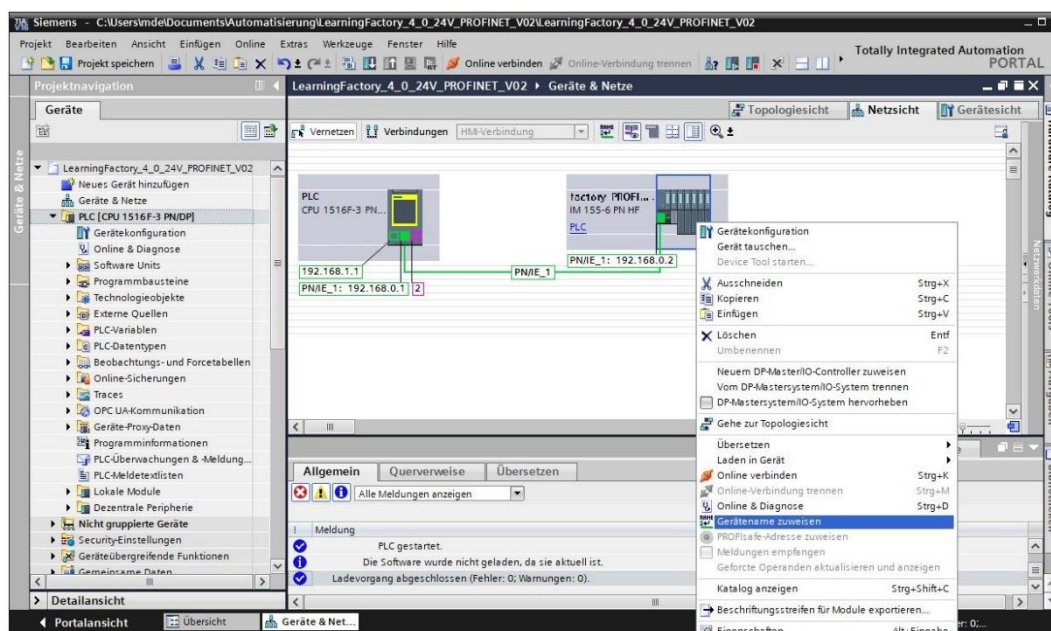 Siemens - C:\Users\mde\Documents\Automatisierung\LearningFactory_4_0_24V_PROFINET_V02\LearningFactory_4_0_24V_PROFINET_V02
Projekt Bearbeiten Ansicht Einfügen Online Extras Werkzeuge Fenster Hilfe
Totally Integrated Automation
PORTAL
Projekt speichern
Online verbinden
Online-Verbindung trennen
Projektnavigation
LearningFactory_4_0_24V_PROFINET_V02 ▸ Geräte & Netze
Geräte
Topologiesicht
Netzsicht
Gerätesicht
Vernetzen
Verbindungen
HMI-Verbindung
Geräte & Netze
LearningFactory_4_0_24V_PROFINET_V02
Neues Gerät hinzufügen
Geräte & Netze
PLC [CPU 1516F-3 PN/DP]
Gerätekonfiguration
Online & Diagnose
Software Units
Programmbausteine
Technologieobjekte
Externe Quellen
PLC-Variablen
PLC-Datentypen
Beobachtungs- und Forcetabellen
Online-Sicherungen
Traces
OPC UA-Kommunikation
Geräte-Proxy-Daten
Programminformationen
PLC-Überwachungen & -Meldung...
PLC-Meldetextlisten
Lokale Module
Dezentrale Peripherie
Nicht gruppierte Geräte
Security-Einstellungen
Geräteübergreifende Funktionen
Gemeinsame Daten
Detailansicht
PLC
CPU 1516F-3 PN...
IM 155-6 PN HF
PLC
192.168.1.1
PN/IE_1: 192.168.0.1
2
PN/IE_1
PN/IE_1: 192.168.0.2
Gerätekonfiguration
Gerät tauschen...
Device Tool starten...
Ausschneiden Strg+X
Kopieren Strg+C
Einfügen Strg+V
Löschen Entf
Umbenennen F2
Neuem DP-Master/IO-Controller zuweisen
Vom DP-Mastersystem/IO-System trennen
DP-Mastersystem/IO-System hervorheben
Gehe zur Topologiesicht
Übersetzen
Laden in Gerät
Online verbinden Strg+K
Online-Verbindung trennen Strg+M
Online & Diagnose Strg+D
Gerätename zuweisen
PROFIsafe-Adresse zuweisen
Meldungen empfangen
Geforcte Operanden aktualisieren und anzeigen
Katalog anzeigen Strg+Shift+C
Beschriftungsstreifen für Module exportieren...
Eigenschaften Alt+Eingabe
Netzwerkdaten
Allgemein
Querverweise
Übersetzen
Alle Meldungen anzeigen
! Meldung
PLC gestartet.
Die Software wurde nicht geladen, da sie aktuell ist.
Ladevorgang abgeschlossen (Fehler: 0; Warnungen: 0).
Portalansicht
Übersicht
Geräte & Net...